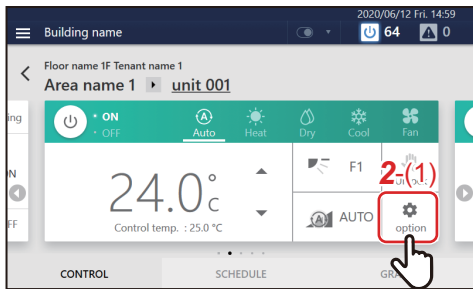 2020/06/12 Fri. 14:59
Building name
64
0
Floor name 1F Tenant name 1
Area name 1 unit 001
ON
OFF
Auto
Heat
Dry
Cool
Fan
24.0°c
Control temp. : 25.0 °C
F1
2-(1)
AUTO
option
CONTROL
SCHEDULE